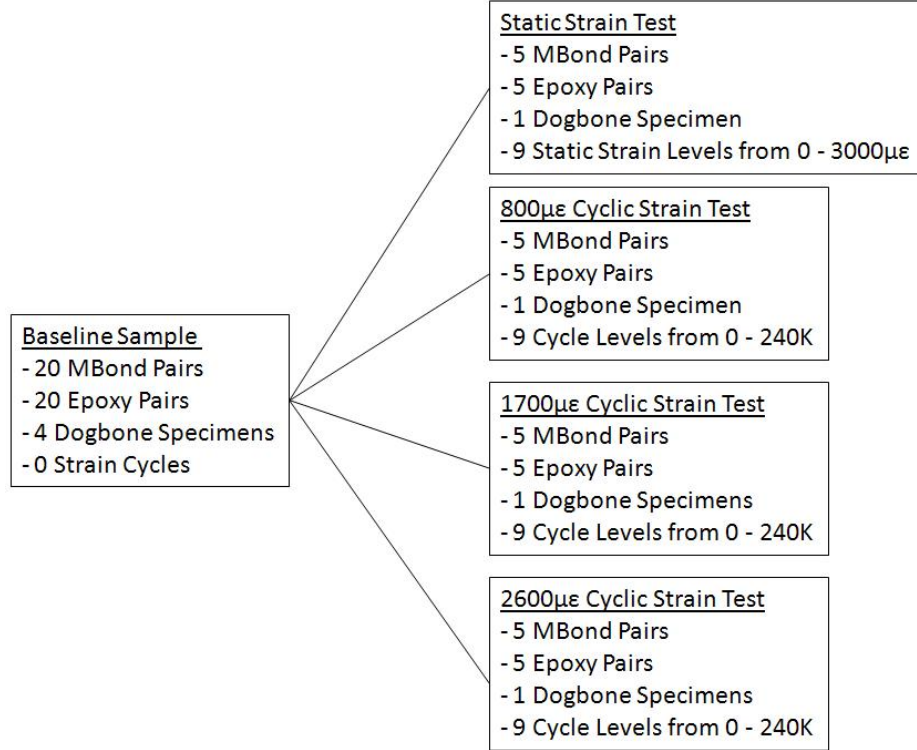 Static Strain Test
- 5 MBond Pairs
- 5 Epoxy Pairs
- 1 Dogbone Specimen
- 9 Static Strain Levels from 0 - 3000µε
800µε Cyclic Strain Test
- 5 MBond Pairs
- 5 Epoxy Pairs
- 1 Dogbone Specimen
- 9 Cycle Levels from 0 - 240K
Baseline Sample
- 20 MBond Pairs
- 20 Epoxy Pairs
- 4 Dogbone Specimens
- 0 Strain Cycles
1700µε Cyclic Strain Test
- 5 MBond Pairs
- 5 Epoxy Pairs
- 1 Dogbone Specimens
- 9 Cycle Levels from 0 - 240K
2600µε Cyclic Strain Test
- 5 MBond Pairs
- 5 Epoxy Pairs
- 1 Dogbone Specimens
- 9 Cycle Levels from 0 - 240K